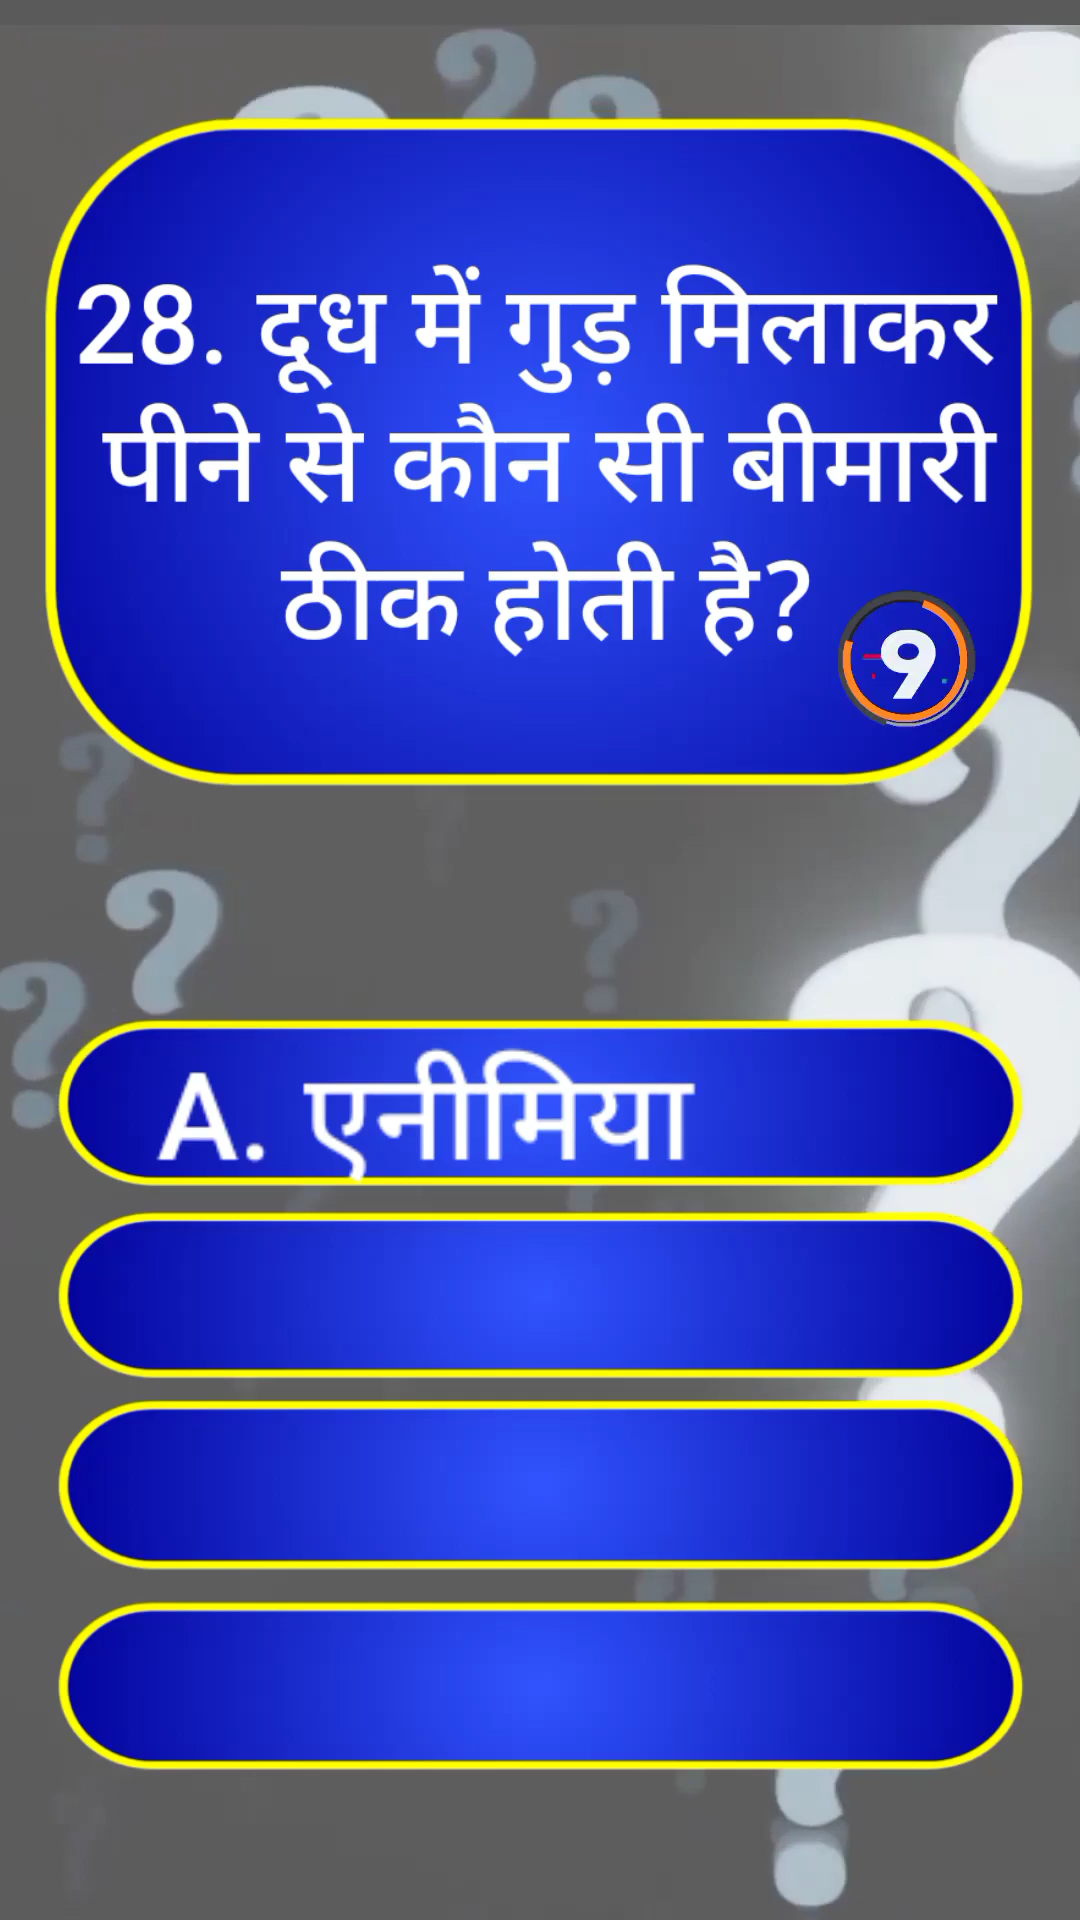 28. दूध में गुड़ मिलाकर
पीने से कौन सी बीमारी
ठीक होती है?
9
A. एनीमिया